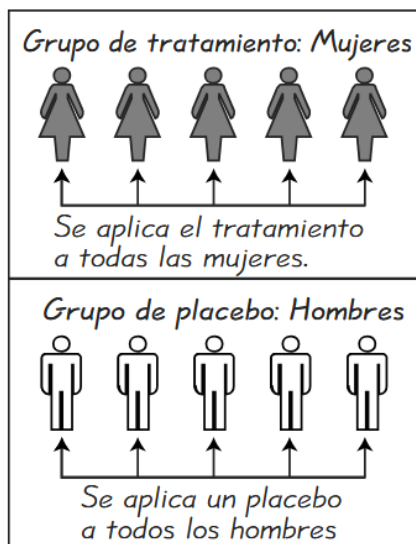 Grupo de tratamiento: Mujeres
Se aplica el tratamiento
a todas las mujeres.
Grupo de placebo: Hombres
Se aplica un placebo
a todos los hombres